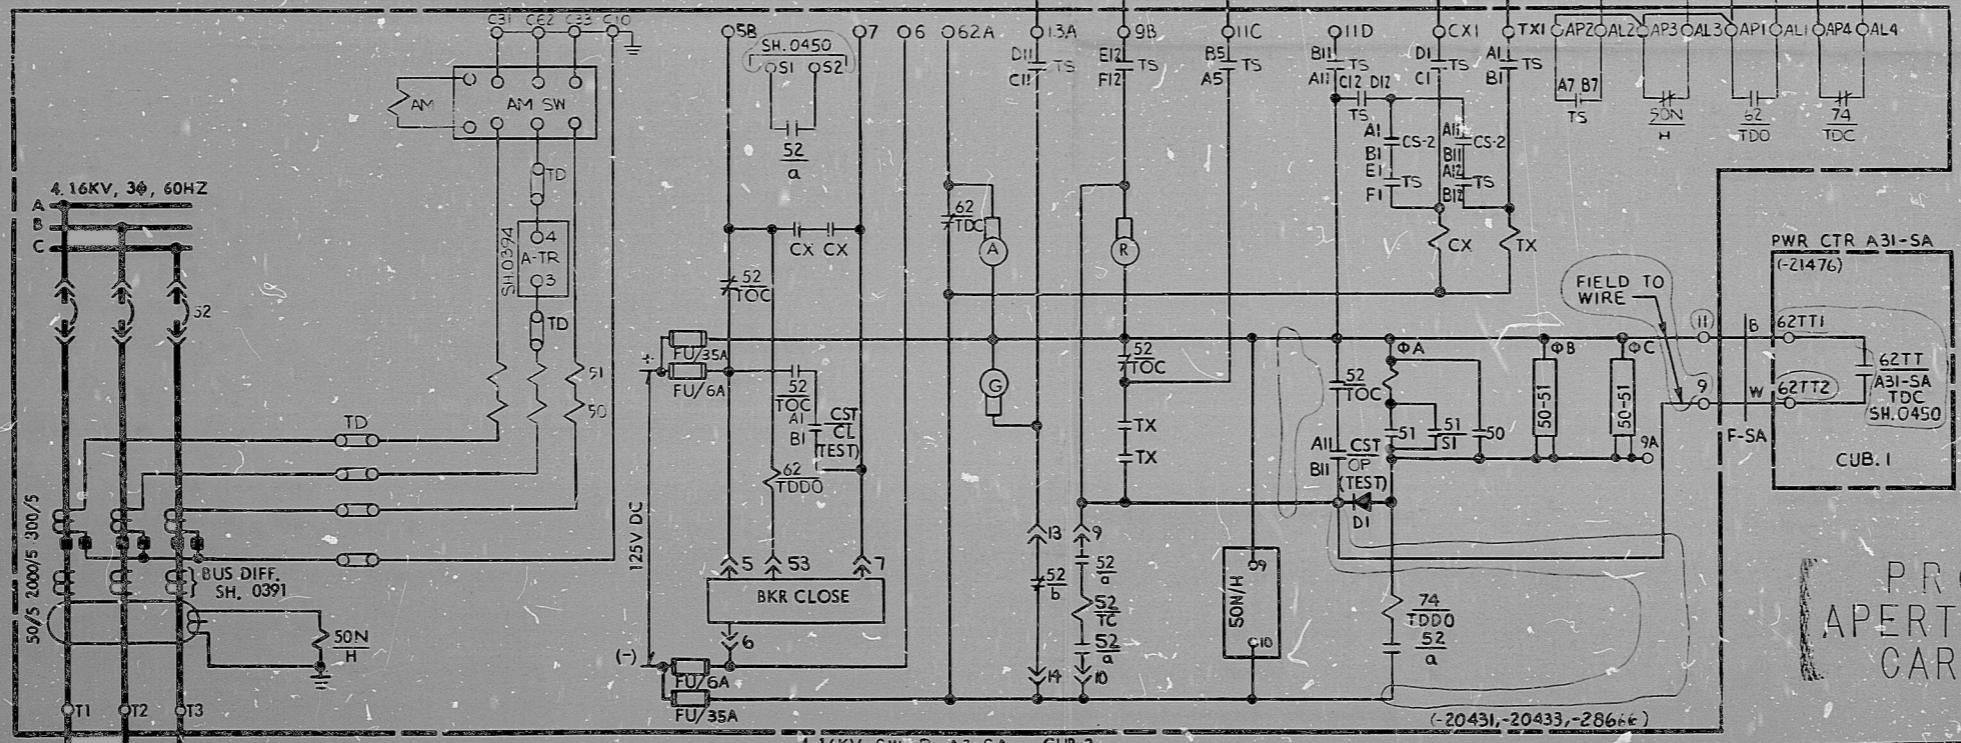 C31 C62 C33 C10
5B
SH. 0450
S1 S2
7 6 62A 13A 9B 11C 11D CX1 TX1 AP2 AL2 AP3 AL3 AP1 AL1 AP4 AL4
AM
AM SW
52
a
D11
C11
TS
E12
F12
TS
B5
A5
TS
B11
A11
TS
C12 D12
TS
D1
C1
TS
A1
B1
TS
A7 B7
TS
50N
H
62
TDO
74
TDC
A1
B1
CS-2
E1
F1
TS
A11
B11
CS-2
A12
B12
TS
4.16KV, 3Φ, 60HZ
A
B
C
TD
SH0394
4
A-TR
3
TD
52
CX CX
52
TOC
62
TDC
A
R
CX
TX
PWR CTR A31-SA
(-21476)
FIELD TO
WIRE
11
B
62TT1
9
W
62TT2
62TT
A31-SA
TDC
SH.0450
F-SA
CUB. 1
+
FU/35A
FU/6A
52
TOC
A1
B1
CST
CL
(TEST)
62
TDDO
G
52
TOC
TX
TX
52
TOC
A11
B11
CST
OP
(TEST)
D1
ΦA
51
51
S1
50
ΦB
50-51
ΦC
50-51
9A
51
50
TD
300/5
2000/5
50/5
BUS DIFF.
SH. 0391
50N
H
T1 T2 T3
125V DC
5 53 7
BKR CLOSE
6
(-)
FU/6A
FU/35A
13
52
b
14
9
52
a
52
TC
52
a
10
9
50N/H
10
74
TDDO
52
a
(-20431,-20433,
APERT
CAR